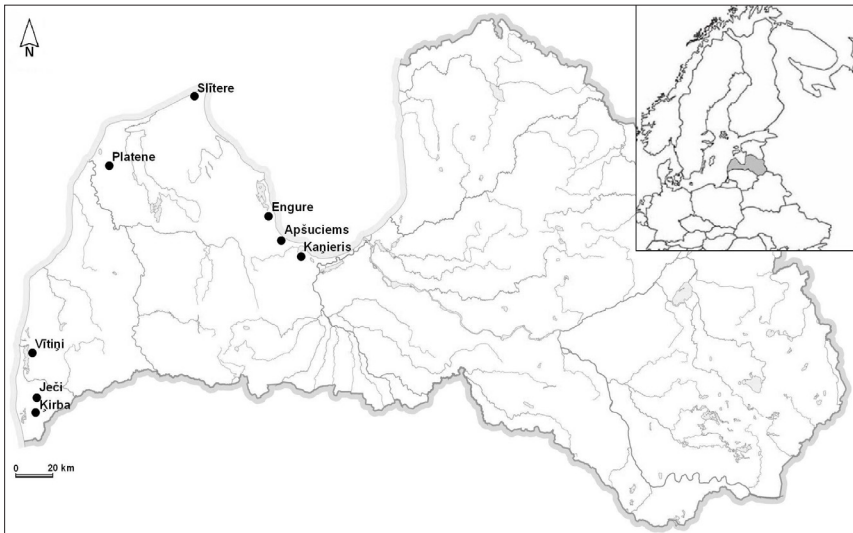 N
Slītere
Platene
Engure
Apšuciems
Kaņieris
Vītiņi
Ječi
Ķirba
0 20 km